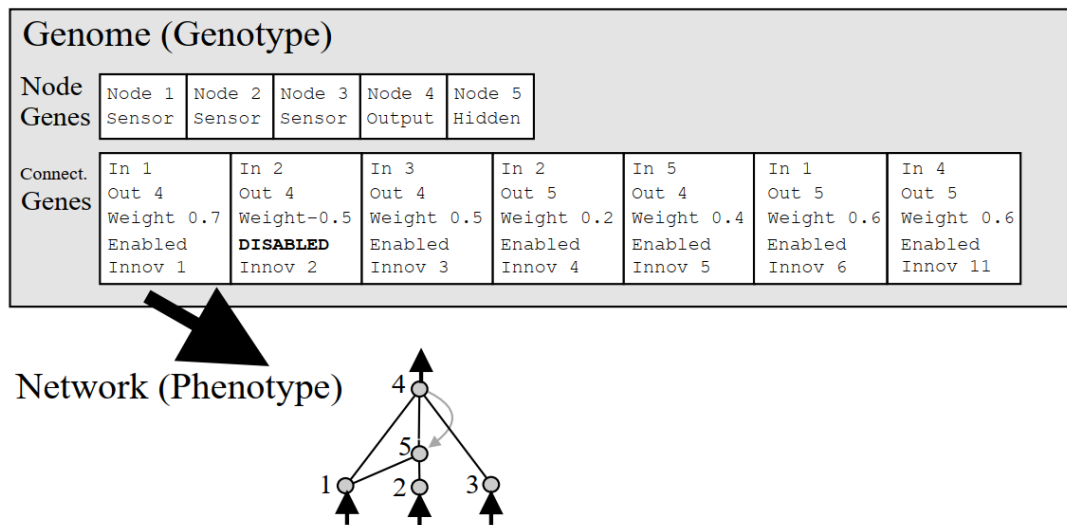 Genome (Genotype)
Node Genes
Node 1 Node 2 Node 3 Node 4 Node 5
Sensor Sensor Sensor Output Hidden
Connect. Genes
In 1 In 2 In 3 In 2 In 5 In 1 In 4
Out 4 Out 4 Out 4 Out 5 Out 4 Out 5 Out 5
Weight 0.7 Weight-0.5 Weight 0.5 Weight 0.2 Weight 0.4 Weight 0.6 Weight 0.6
Enabled DISABLED Enabled Enabled Enabled Enabled Enabled
Innov 1 Innov 2 Innov 3 Innov 4 Innov 5 Innov 6 Innov 11
Network (Phenotype)
4
5
1 2 3